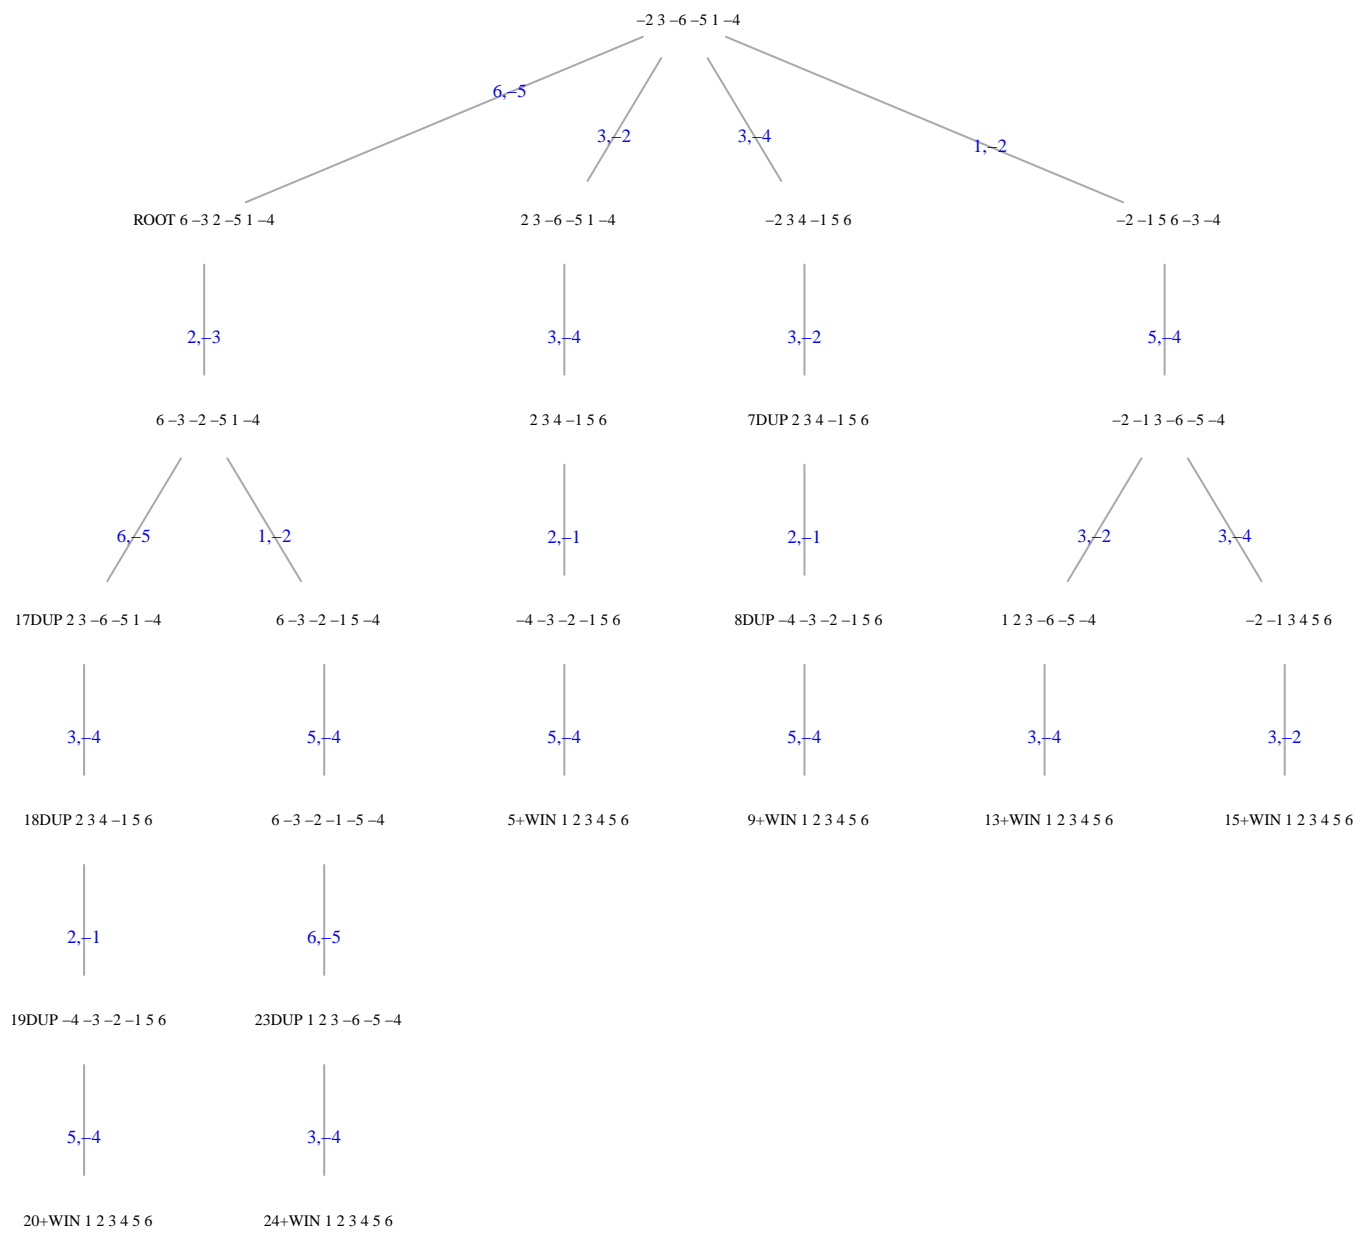 −2 3 −6 −5 1 −4
6,−5
3,−2
3,−4
1,−2
ROOT 6 −3 2 −5 1 −4
2 3 −6 −5 1 −4
−2 3 4 −1 5 6
−2 −1 5 6 −3 −4
2,−3
3,−4
3,−2
5,−4
6 −3 −2 −5 1 −4
2 3 4 −1 5 6
7DUP 2 3 4 −1 5 6
−2 −1 3 −6 −5 −4
6,−5
1,−2
2,−1
2,−1
3,−2
3,−4
17DUP 2 3 −6 −5 1 −4
6 −3 −2 −1 5 −4
−4 −3 −2 −1 5 6
8DUP −4 −3 −2 −1 5 6
1 2 3 −6 −5 −4
−2 −1 3 4 5 6
3,−4
5,−4
5,−4
5,−4
3,−4
3,−2
18DUP 2 3 4 −1 5 6
6 −3 −2 −1 −5 −4
5+WIN 1 2 3 4 5 6
9+WIN 1 2 3 4 5 6
13+WIN 1 2 3 4 5 6
15+WIN 1 2 3 4 5 6
2,−1
6,−5
19DUP −4 −3 −2 −1 5 6
23DUP 1 2 3 −6 −5 −4
5,−4
3,−4
20+WIN 1 2 3 4 5 6
24+WIN 1 2 3 4 5 6